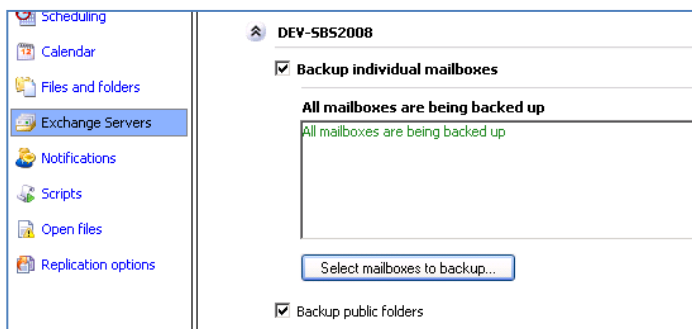 Scheduling
Calendar
Files and folders
Exchange Servers
Notifications
Scripts
Open files
Replication options
DEV-SBS2008
Backup individual mailboxes
All mailboxes are being backed up
All mailboxes are being backed up
Select mailboxes to backup...
Backup public folders